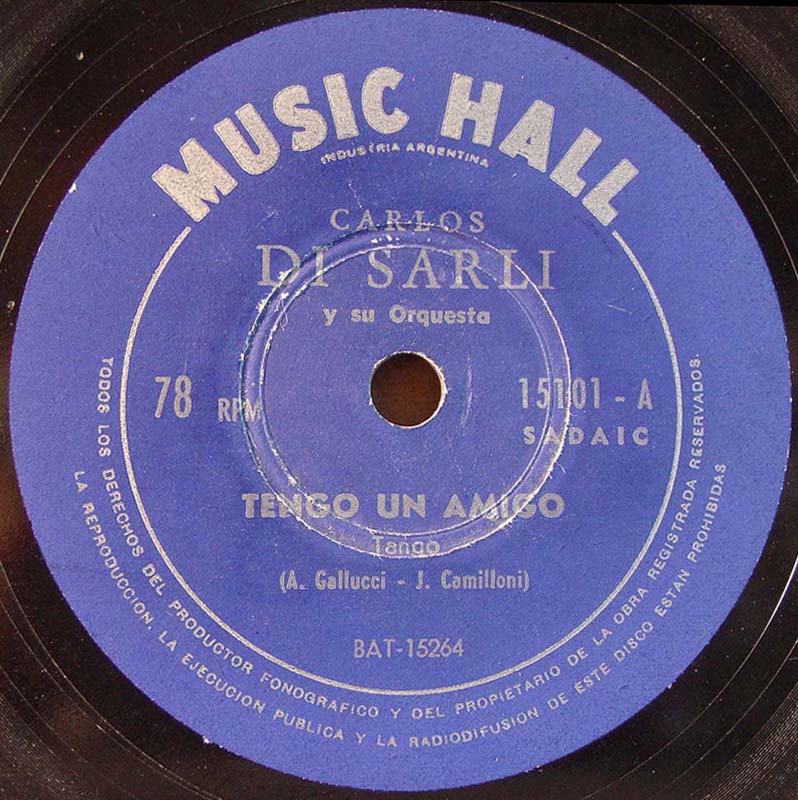 MUSIC HALL
INDUSTRIA ARGENTINA
CARLOS
DI SARLI
y su Orquesta
78 RPM
15101 - A
SADAIC
TENGO UN AMIGO
Tango
(A. Gallucci - J. Camilloni)
BAT-15264
TODOS LOS DERECHOS DEL PRODUCTOR FONOGRAFICO Y DEL PROPIETARIO DE LA OBRA REGISTRADA RESERVADOS.
LA REPRODUCCION, LA EJECUCION PUBLICA Y LA RADIODIFUSION DE ESTE DISCO ESTAN PROHIBIDAS